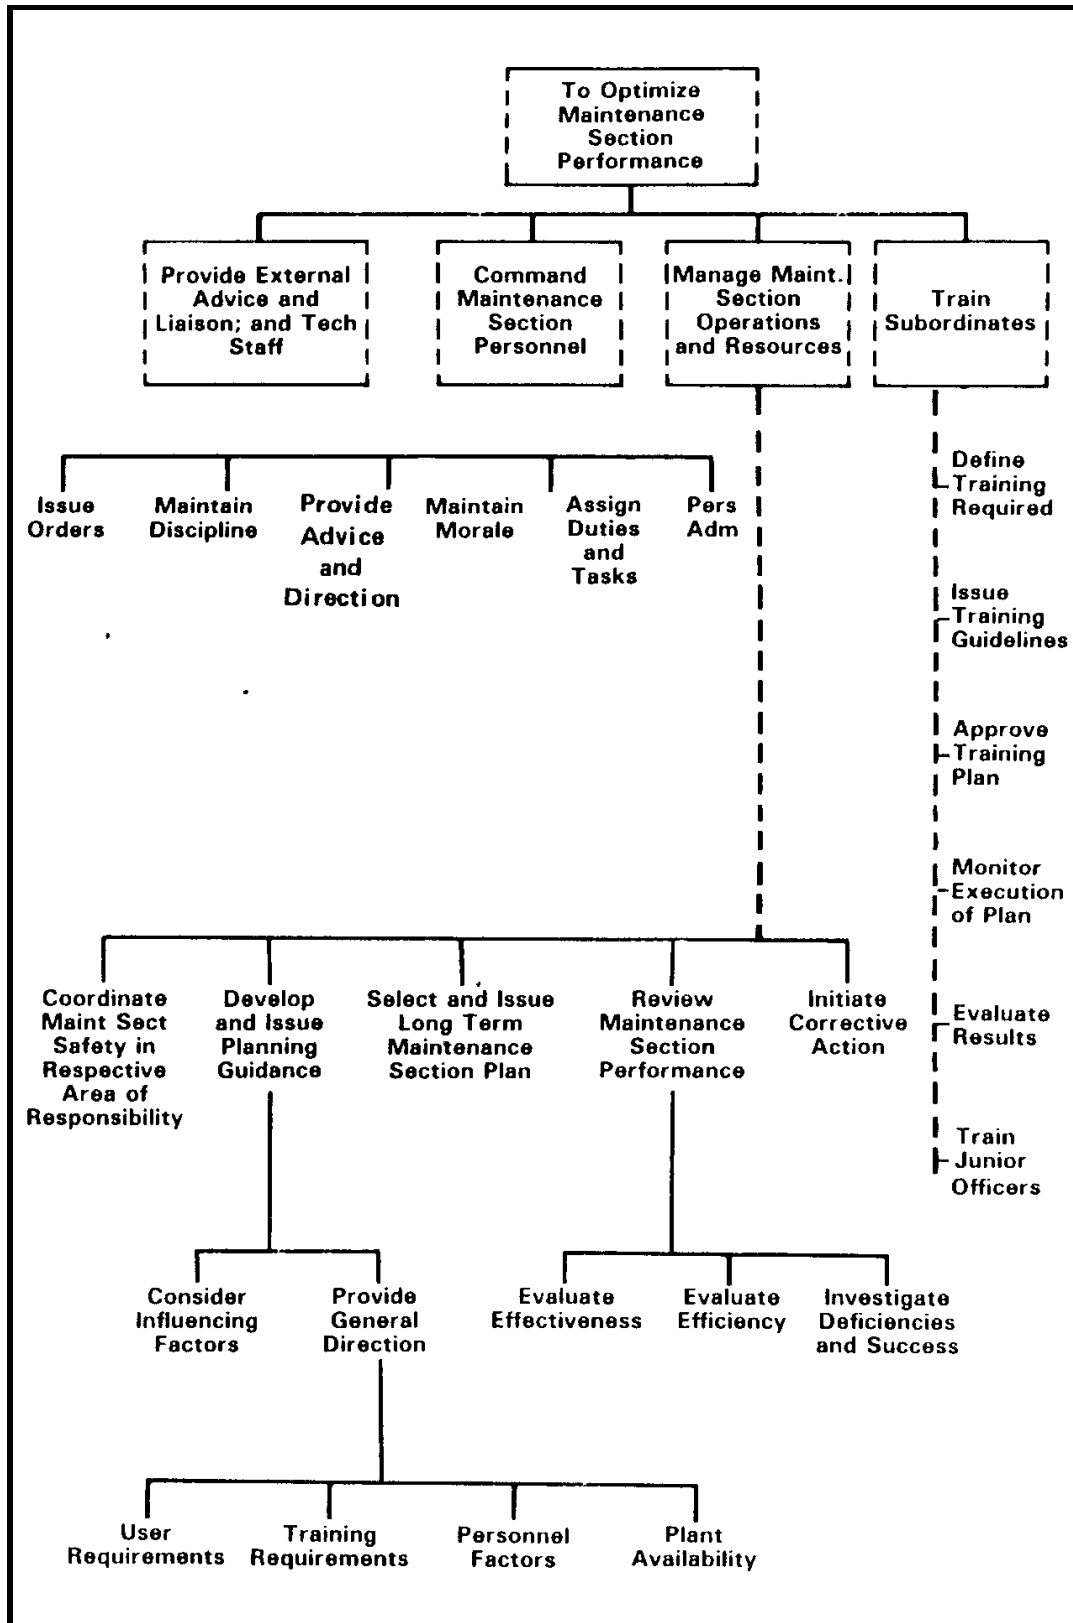 To Optimize
Maintenance
Section
Performance
Provide External
Advice and
Liaison; and Tech
Staff
Command
Maintenance
Section
Personnel
Manage Maint.
Section
Operations
and Resources
Train
Subordinates
Issue
Orders
Maintain
Discipline
Provide
Advice
and
Direction
Maintain
Morale
Assign
Duties
and
Tasks
Pers
Adm
Define
Training
Required
Issue
Training
Guidelines
Approve
Training
Plan
Monitor
Execution
of Plan
Evaluate
Results
Train
Junior
Officers
Coordinate
Maint Sect
Safety in
Respective
Area of
Responsibility
Develop
and Issue
Planning
Guidance
Select and Issue
Long Term
Maintenance
Section Plan
Review
Maintenance
Section
Performance
Initiate
Corrective
Action
Consider
Influencing
Factors
Provide
General
Direction
Evaluate
Effectiveness
Evaluate
Efficiency
Investigate
Deficiencies
and Success
User
Requirements
Training
Requirements
Personnel
Factors
Plant
Availability